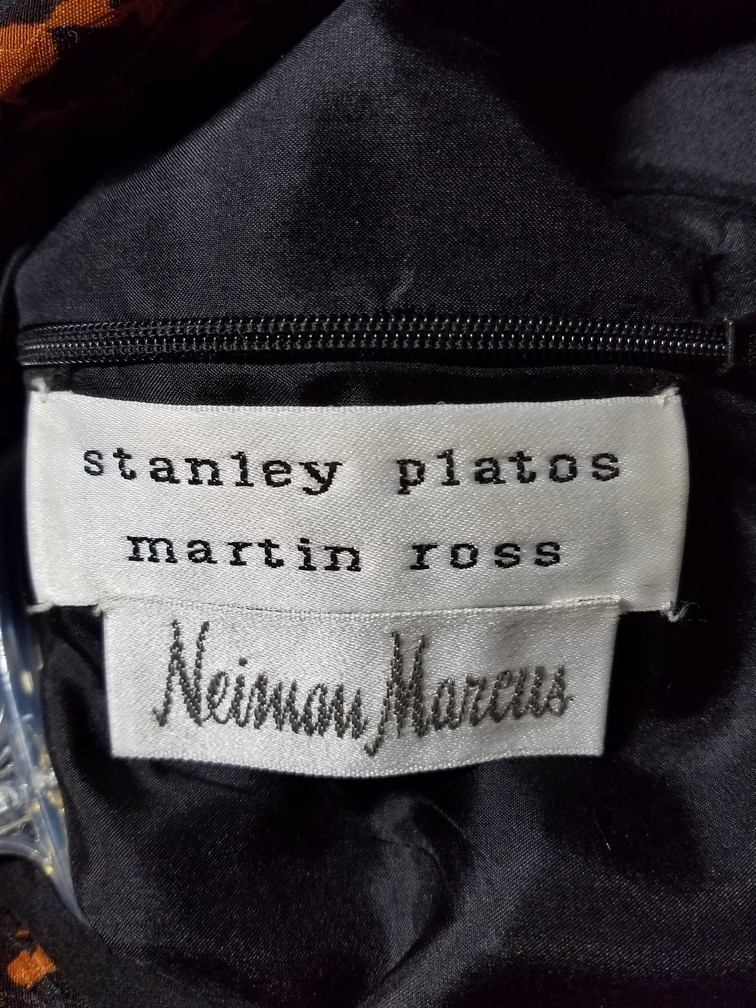 stanley platos
martin ross
Neiman Marcus